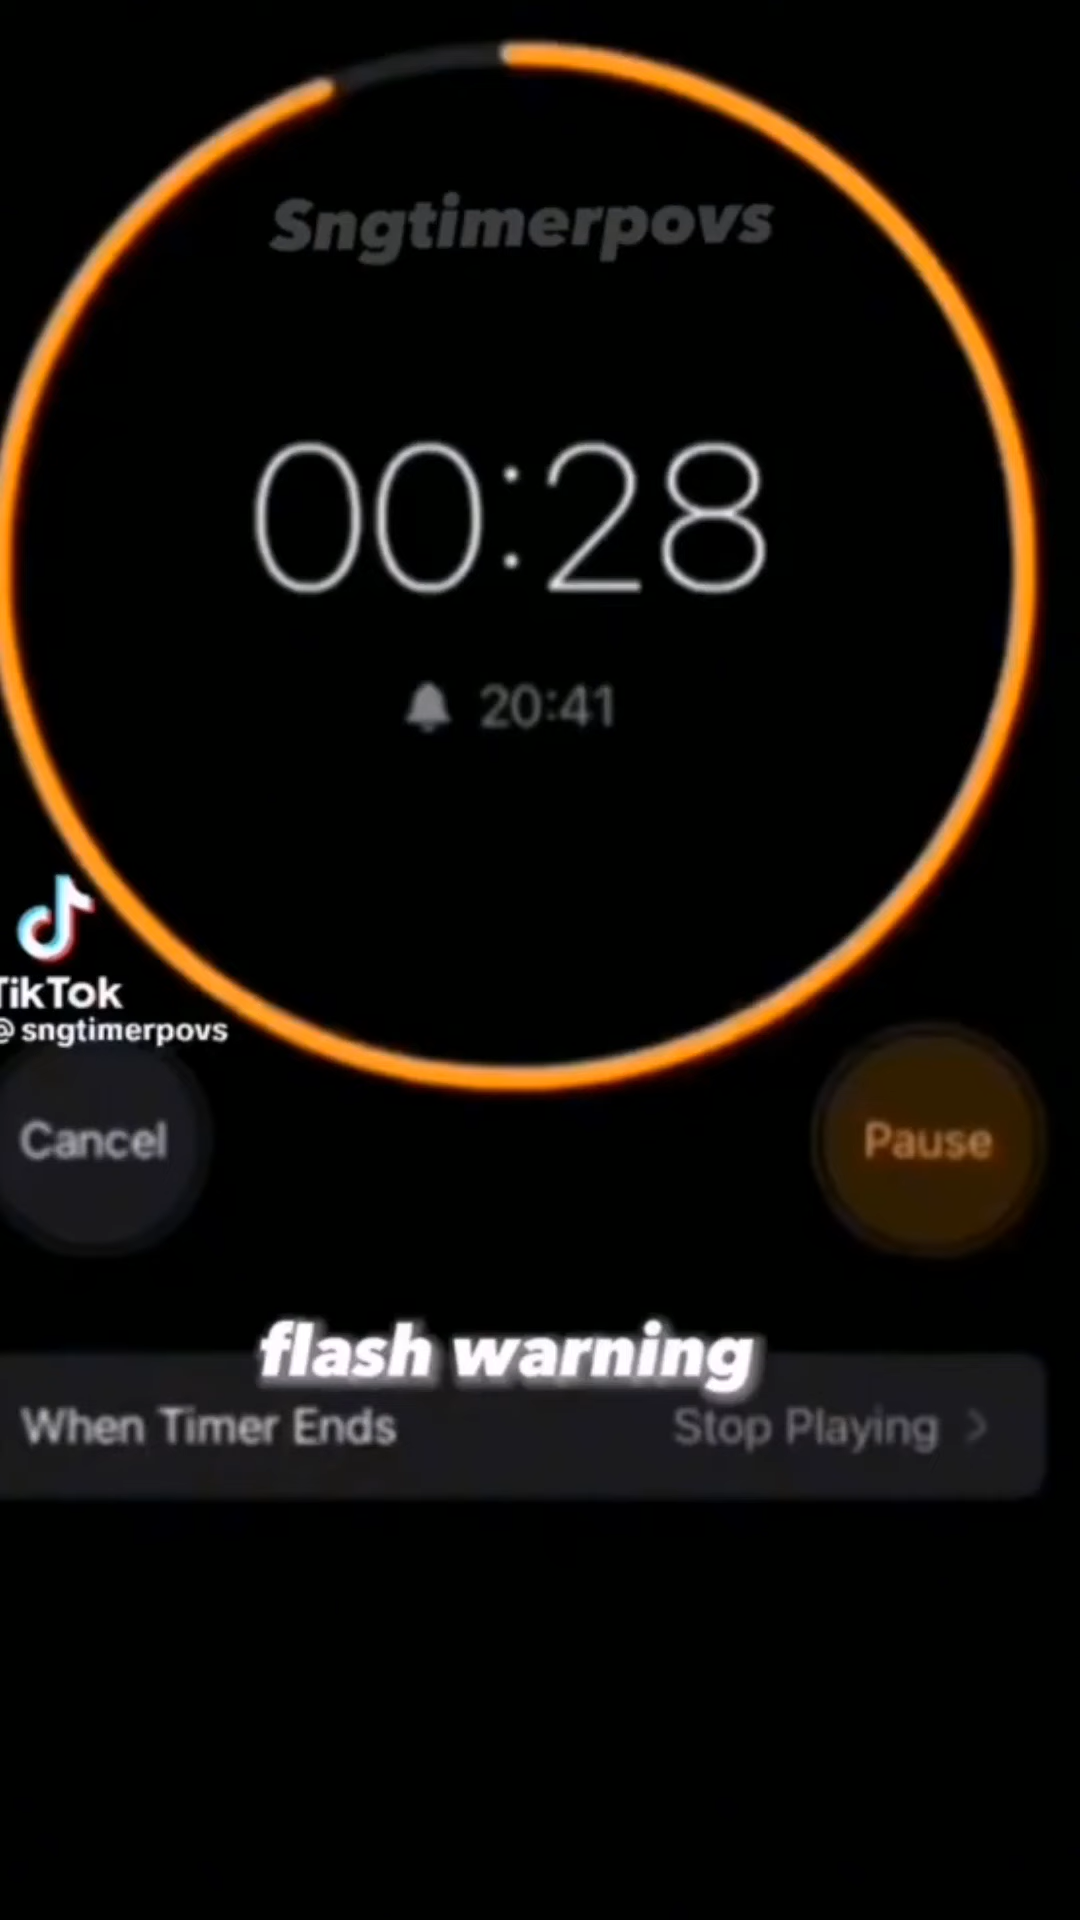 Sngtimerpovs
00:28
20:41
TikTok
@ sngtimerpovs
Cancel
Pause
flash warning
When Timer Ends
Stop Playing